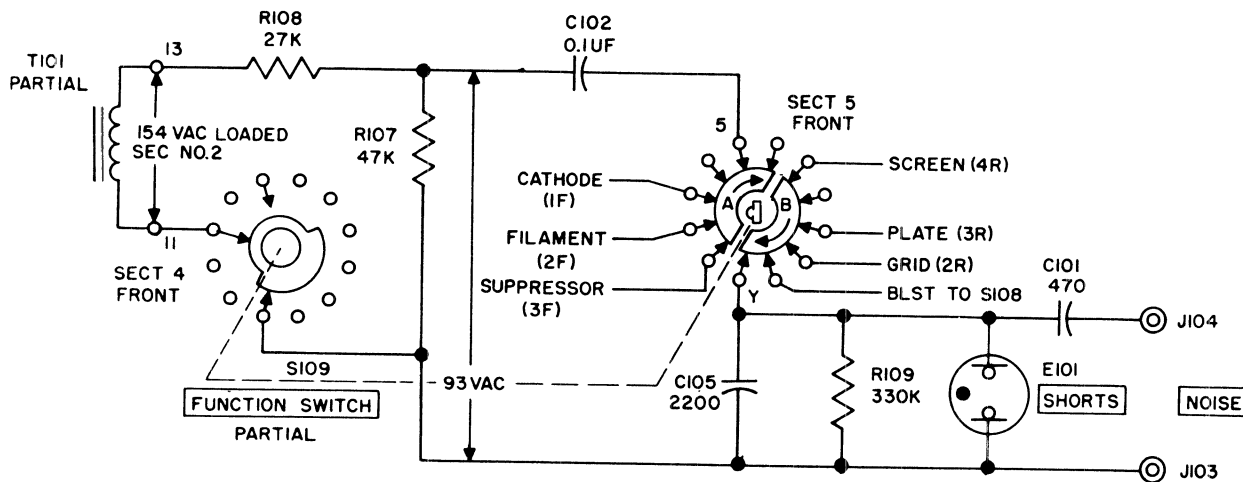 R108
27K
C102
0.1UF
T101
PARTIAL
13
154 VAC LOADED
SEC NO.2
11
R107
47K
SECT 4
FRONT
S109
FUNCTION SWITCH
PARTIAL
93 VAC
5
SECT 5
FRONT
A
B
CATHODE
(1F)
FILAMENT
(2F)
SUPPRESSOR
(3F)
SCREEN (4R)
PLATE (3R)
GRID (2R)
BLST TO S108
Y
C105
2200
R109
330K
C101
470
E101
SHORTS
J104
NOISE
J103